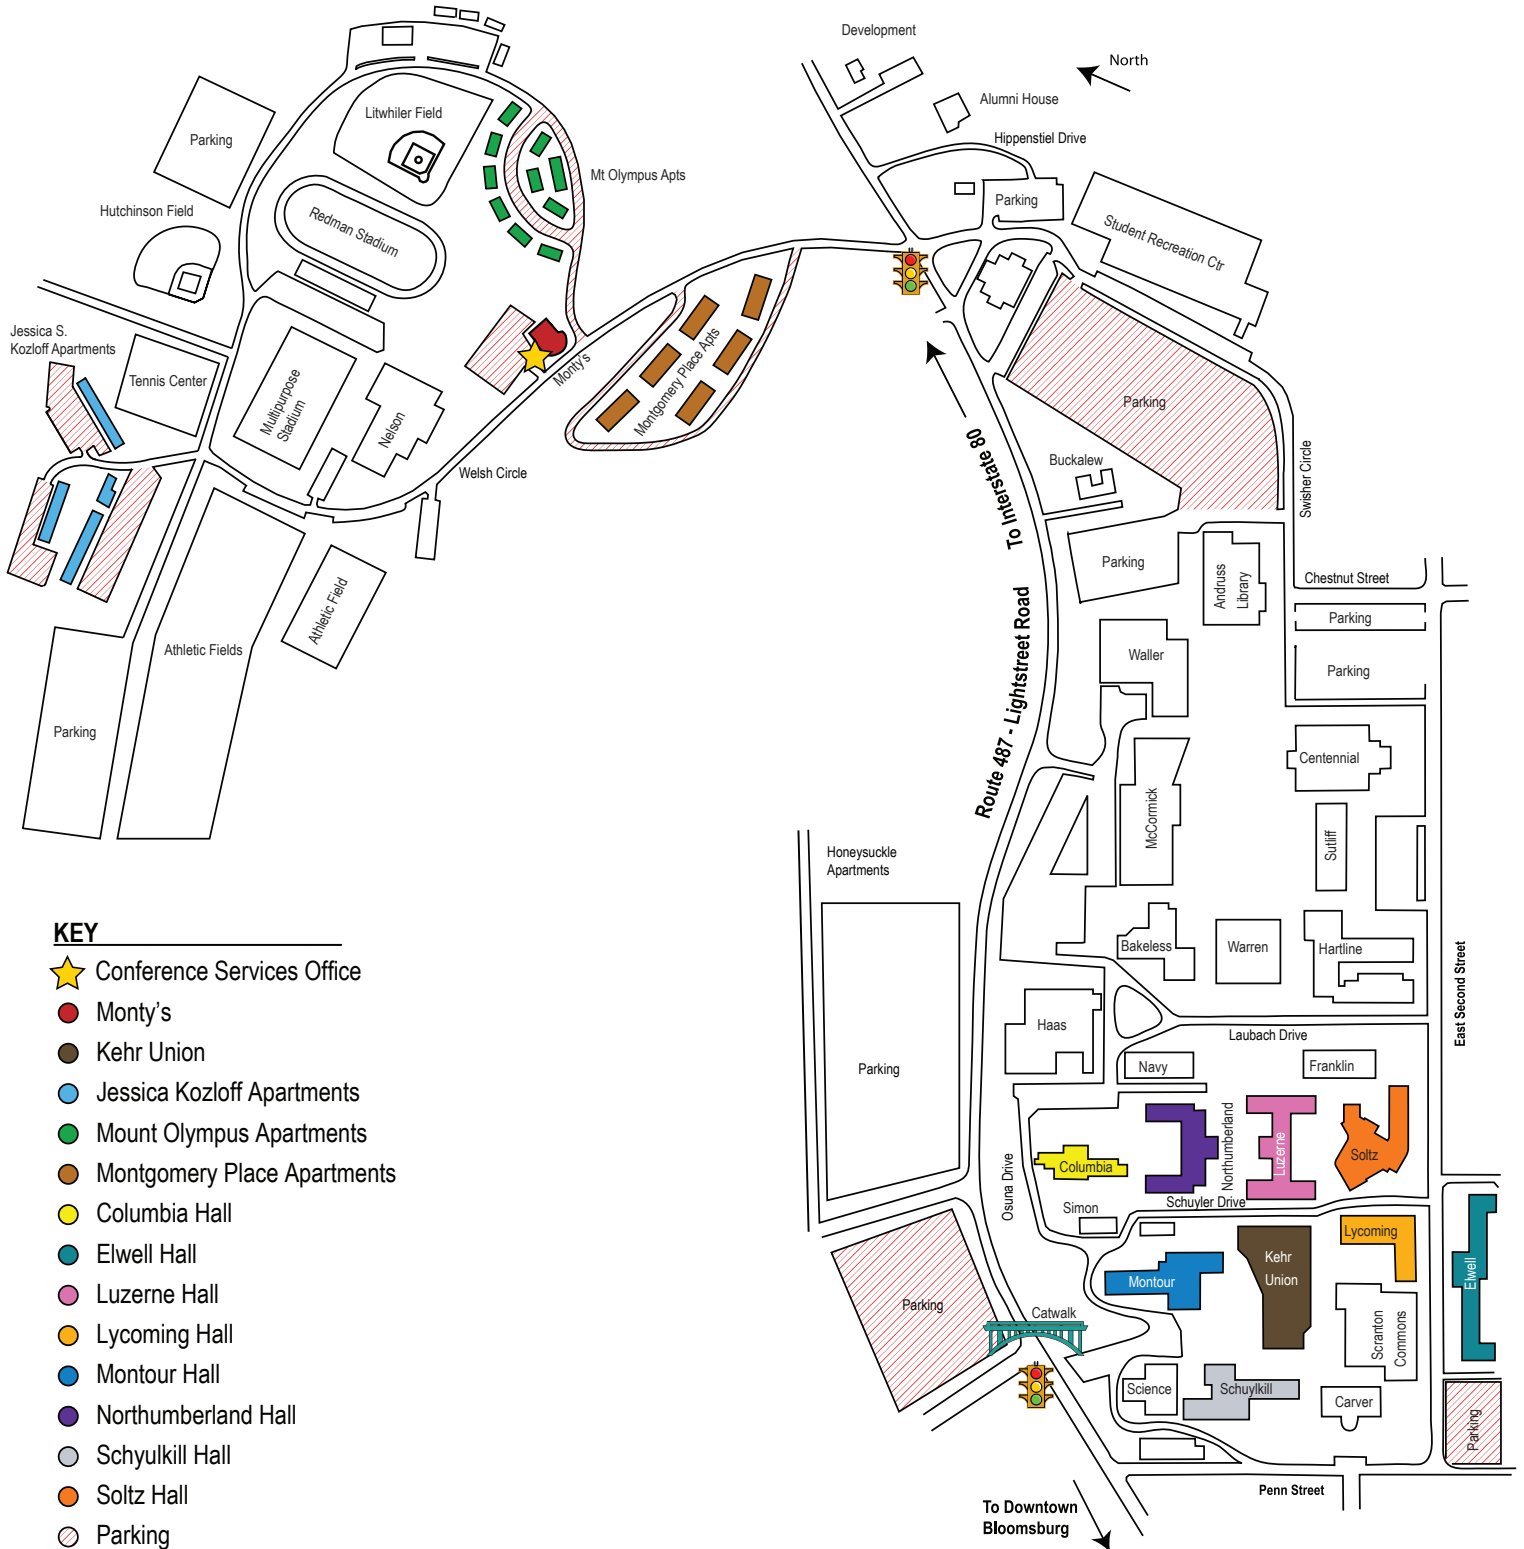 Development
North
Alumni House
Hippenstiel Drive
Litwhiler Field
Parking
Mt Olympus Apts
Parking
Hutchinson Field
Redman Stadium
Student Recreation Ctr
Jessica S.
Kozloff Apartments
Tennis Center
Multipurpose
Stadium
Nelson
Monty's
Montgomery Place Apts
Parking
Welsh Circle
Buckalew
To Interstate 80
Swisher Circle
Parking
Andruss
Library
Chestnut Street
Parking
Athletic Field
Athletic Fields
Waller
Parking
Route 487 - Lightstreet Road
Parking
Centennial
McCormick
Sutliff
Honeysuckle
Apartments
Bakeless
Warren
Hartline
East Second Street
Haas
Laubach Drive
Parking
Navy
Franklin
Northumberland
Luzerne
Soltz
Columbia
Osuna Drive
Simon
Schuyler Drive
Lycoming
Kehr
Union
Montour
Elwell
Parking
Catwalk
Scranton
Commons
Science
Schuylkill
Carver
Parking
Penn Street
To Downtown
Bloomsburg
KEY
Conference Services Office
Monty's
Kehr Union
Jessica Kozloff Apartments
Mount Olympus Apartments
Montgomery Place Apartments
Columbia Hall
Elwell Hall
Luzerne Hall
Lycoming Hall
Montour Hall
Northumberland Hall
Schyulkill Hall
Soltz Hall
Parking